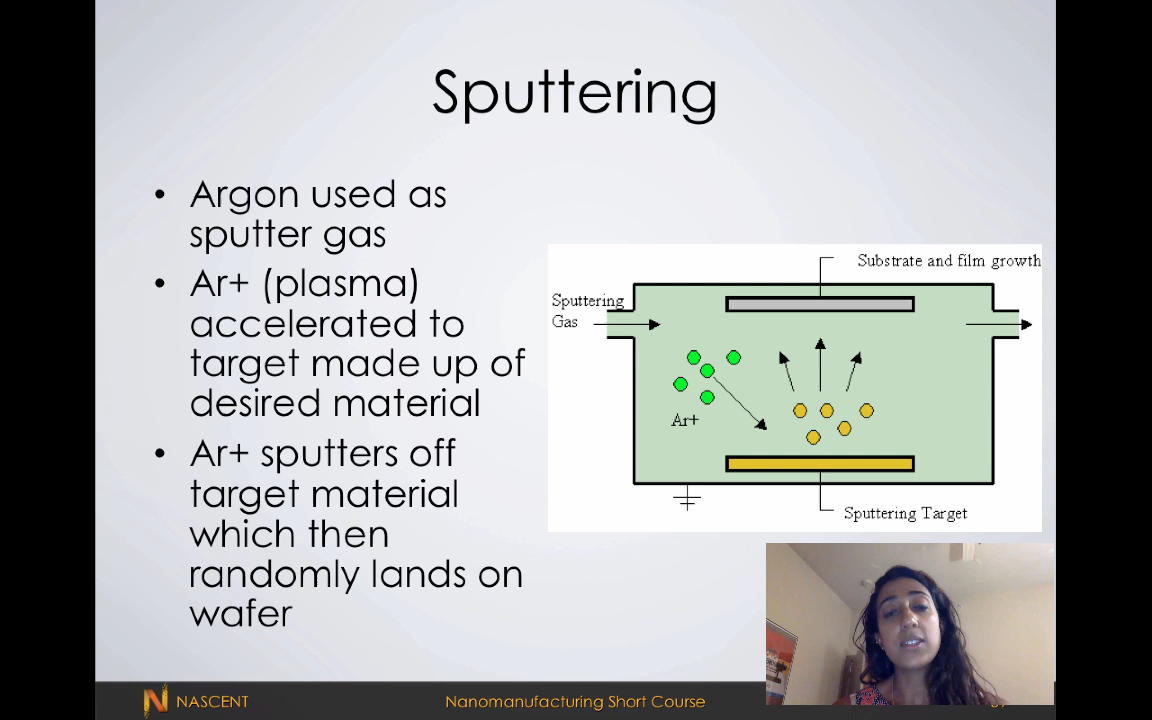 Sputtering
• Argon used as
sputter gas
• Ar+ (plasma)
accelerated to
target made up of
desired material
• Ar+ sputters off
target material
which then
randomly lands on
wafer
Substrate and film growth
Sputtering
Gas
Ar+
Sputtering Target
NASCENT
Nanomanufacturing Short Course